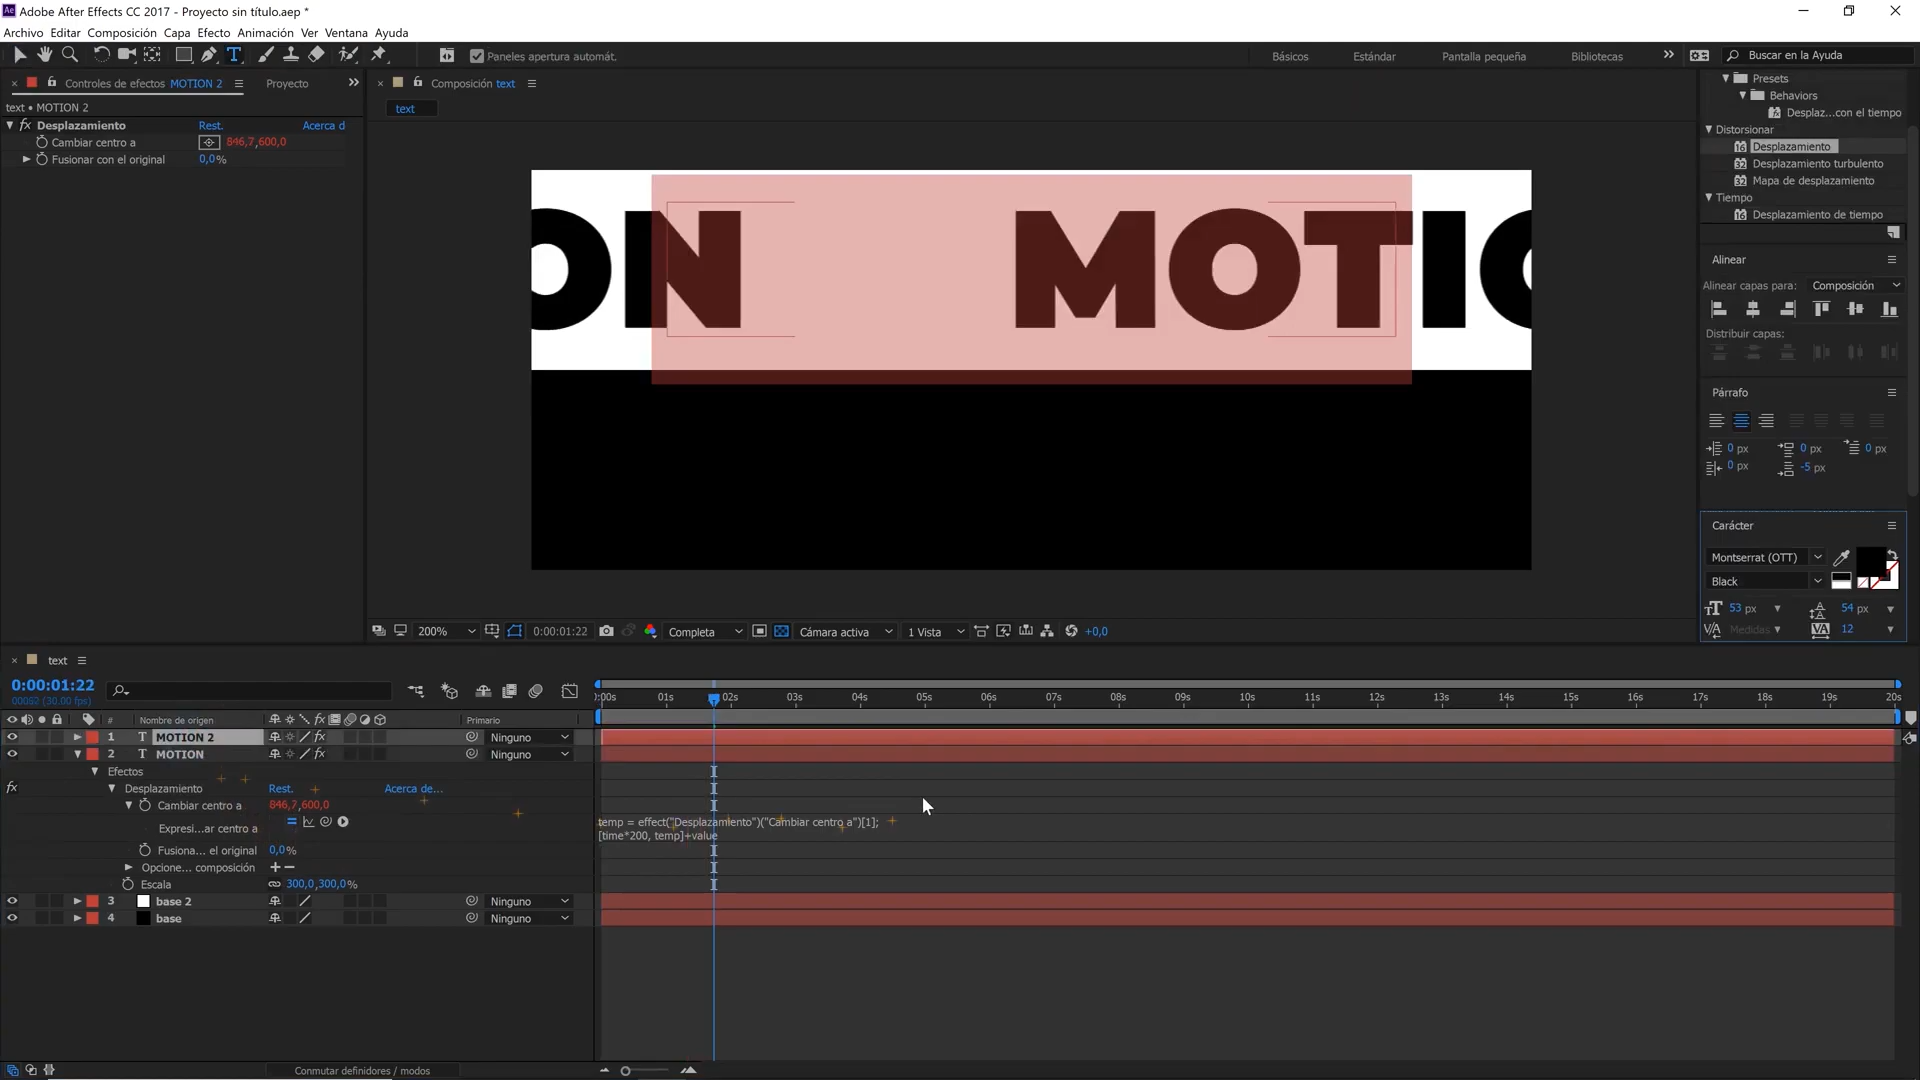 Adobe After Effects CC 2017 - Proyecto sin título.aep *
Archivo Editar Composición Capa Efecto Animación Ver Ventana Ayuda
Paneles apertura automát.
Básicos Estándar Pantalla pequeña Bibliotecas Buscar en la Ayuda
Controles de efectos MOTION 2 Proyecto
text • MOTION 2
fx Desplazamiento Rest. Acerca d
Cambiar centro a 846,7,600,0
Fusionar con el original 0,0%
Composición text
text
ON MOTIO
200% 0:00:01:22 Completa Cámara activa 1 Vista +0,0
Presets
Behaviors
Desplaz...con el tiempo
Distorsionar
Desplazamiento
Desplazamiento turbulento
Mapa de desplazamiento
Tiempo
Desplazamiento de tiempo
Alinear
Alinear capas para: Composición
Distribuir capas:
Párrafo
0 px 0 px 0 px
0 px -5 px
Carácter
Montserrat (OTT)
Black
53 px 54 px
Medidas 12
text
0:00:01:22
00052 (30.00 fps)
0:00s 01s 02s 03s 04s 05s 06s 07s 08s 09s 10s 11s 12s 13s 14s 15s 16s 17s 18s 19s 20s
# Nombre de origen Primario
1 T MOTION 2 Ninguno
2 T MOTION Ninguno
Efectos
fx Desplazamiento Rest. Acerca de...
Cambiar centro a 846,7,600,0
Expresi...ar centro a
temp = effect("Desplazamiento")("Cambiar centro a")[1];
[time*200, temp]+value
Fusiona... el original 0,0%
Opcione... composición
Escala 300,0,300,0%
3 base 2 Ninguno
4 base Ninguno
Conmutar definidores / modos